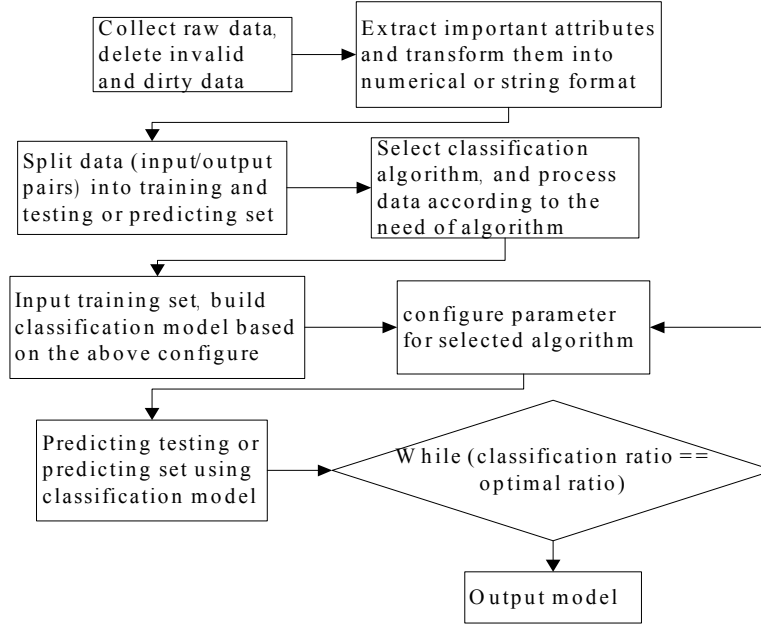 Collect raw data,
delete invalid
and dirty data
Extract important attributes
and transform them into
numerical or string format
Split data (input/output
pairs) into training and
testing or predicting set
Select classification
algorithm, and process
data according to the
need of algorithm
Input training set, build
classification model based
on the above configure
configure parameter
for selected algorithm
Predicting testing or
predicting set using
classification model
While (classification ratio ==
optimal ratio)
Output model